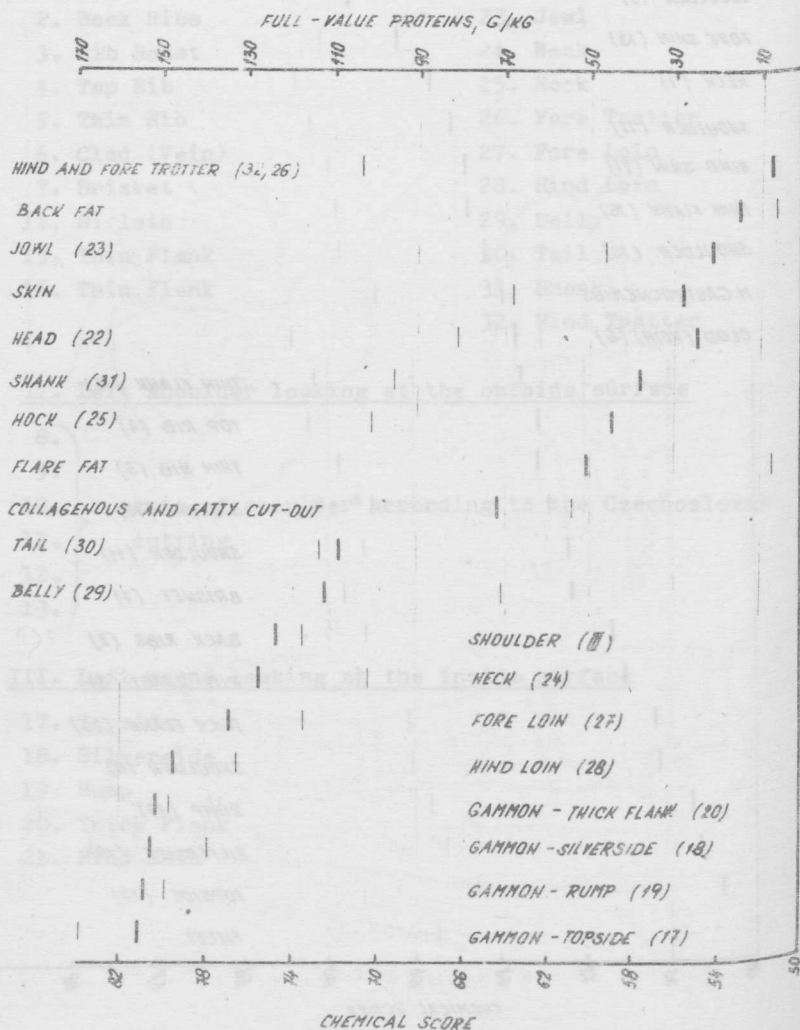 FULL-VALUE PROTEINS, G/KG
170 150 130 110 90 70 50 30 10
HIND AND FORE TROTTER (32, 26)
BACK FAT
JOWL (23)
SKIN
HEAD (22)
SHANK (31)
HOCK (25)
FLARE FAT
COLLAGENOUS AND FATTY CUT-OUT
TAIL (30)
BELLY (29)
SHOULDER (II)
NECK (24)
FORE LOIN (27)
HIND LOIN (28)
GAMMON - THICK FLANK (20)
GAMMON - SILVERSIDE (18)
GAMMON - RUMP (19)
GAMMON - TOPSIDE (17)
82 78 74 70 66 62 58 54 50
CHEMICAL SCORE